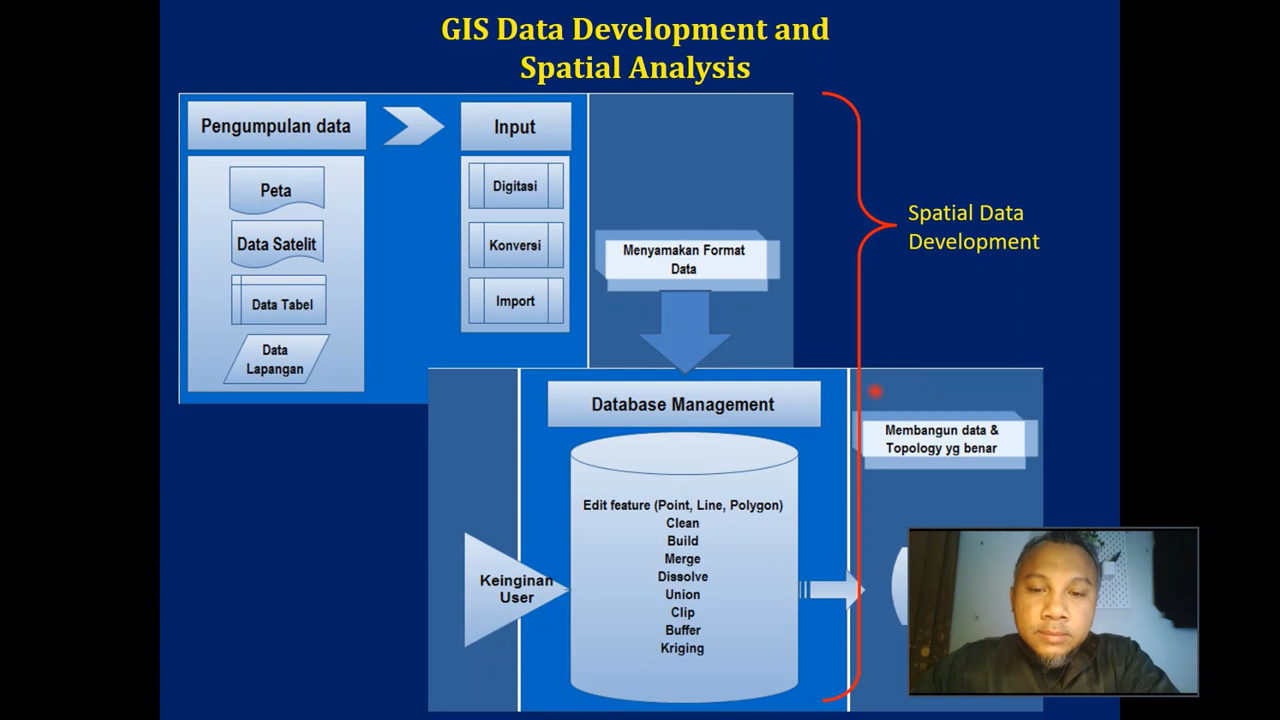 GIS Data Development and
Spatial Analysis
Pengumpulan data
Input
Peta
Data Satelit
Data Tabel
Data
Lapangan
Digitasi
Konversi
Import
Menyamakan Format
Data
Spatial Data
Development
Database Management
Edit feature (Point, Line, Polygon)
Clean
Build
Merge
Dissolve
Union
Clip
Buffer
Kriging
Keinginan
User
Membangun data &
Topology yg benar